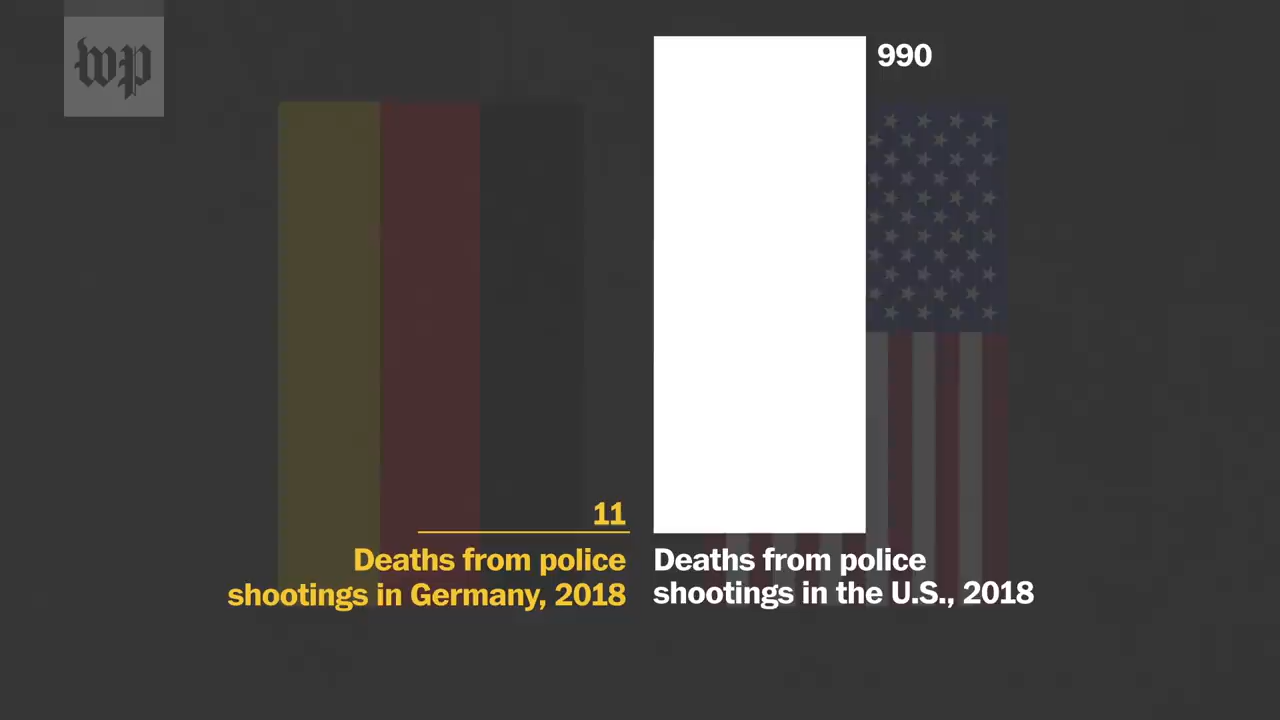 wp
990
11
Deaths from police
shootings in Germany, 2018
Deaths from police
shootings in the U.S., 2018